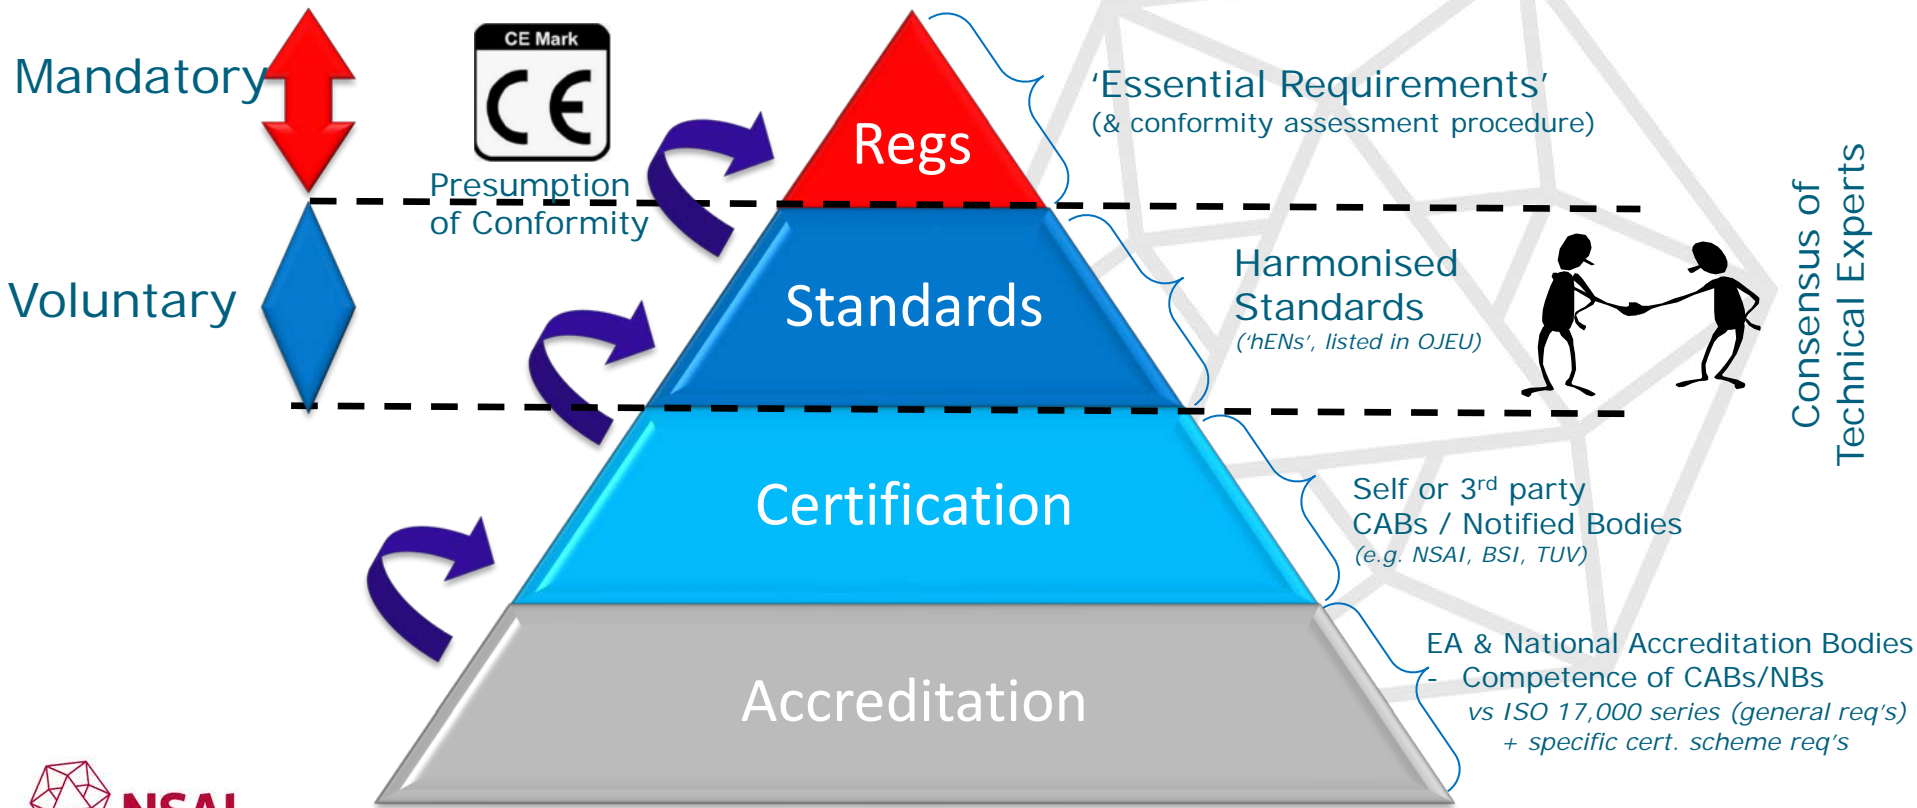 Mandatory
CE Mark
CE
Presumption
of Conformity
Regs
'Essential Requirements'
(& conformity assessment procedure)
Voluntary
Standards
Harmonised
Standards
('hENs', listed in OJEU)
Consensus of
Technical Experts
Certification
Self or 3rd party
CABs / Notified Bodies
(e.g. NSAI, BSI, TUV)
Accreditation
EA & National Accreditation Bodies
- Competence of CABs/NBs
vs ISO 17,000 series (general req's)
+ specific cert. scheme req's
NSAI